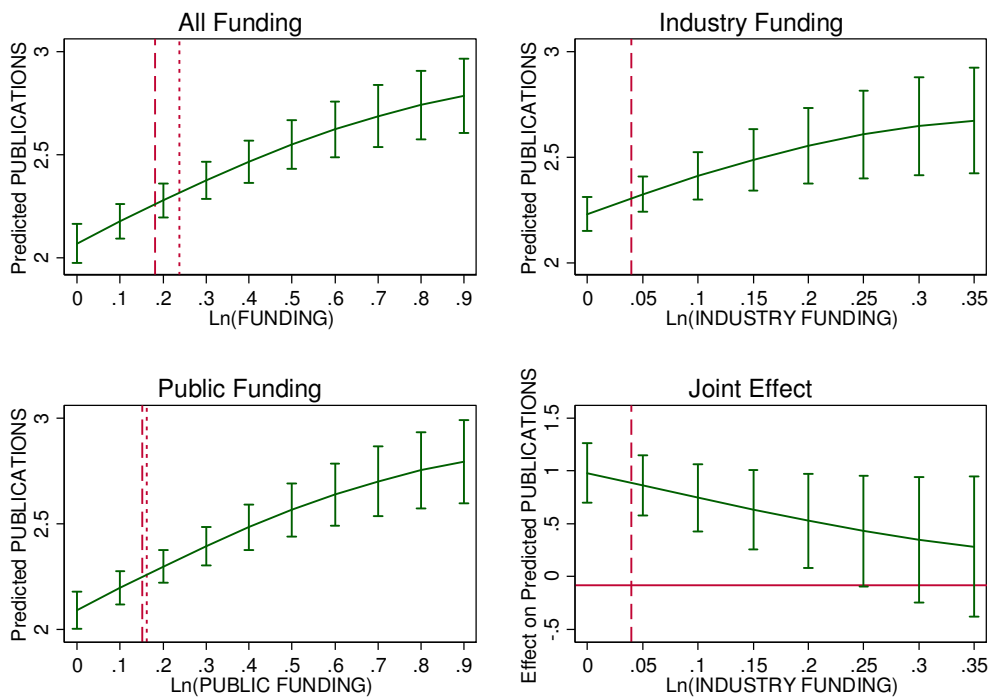 All Funding
Predicted PUBLICATIONS
3
2.5
2
0 .1 .2 .3 .4 .5 .6 .7 .8 .9
Ln(FUNDING)
Industry Funding
Predicted PUBLICATIONS
3
2.5
2
0 .05 .1 .15 .2 .25 .3 .35
Ln(INDUSTRY FUNDING)
Public Funding
Predicted PUBLICATIONS
3
2.5
2
0 .1 .2 .3 .4 .5 .6 .7 .8 .9
Ln(PUBLIC FUNDING)
Joint Effect
Effect on Predicted PUBLICATIONS
1.5
1
.5
0
-.5
0 .05 .1 .15 .2 .25 .3 .35
Ln(INDUSTRY FUNDING)